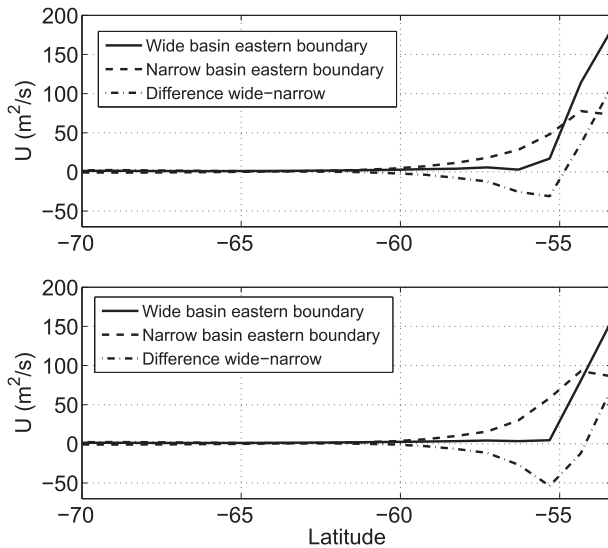 200
150
100
50
0
−50
U (m²/s)
Wide basin eastern boundary
Narrow basin eastern boundary
Difference wide−narrow
−70
−65
−60
−55
200
150
100
50
0
−50
U (m²/s)
Wide basin eastern boundary
Narrow basin eastern boundary
Difference wide−narrow
−70
−65
−60
−55
Latitude